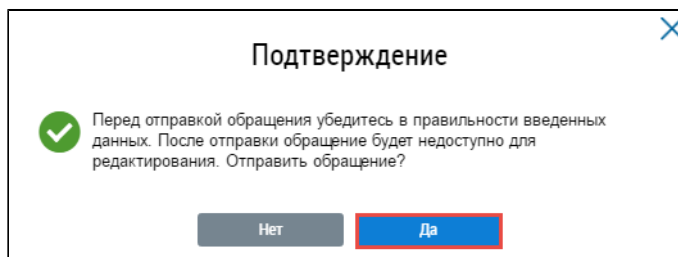 Подтверждение
Перед отправкой обращения убедитесь в правильности введенных
данных. После отправки обращение будет недоступно для
редактирования. Отправить обращение?
Нет
Да